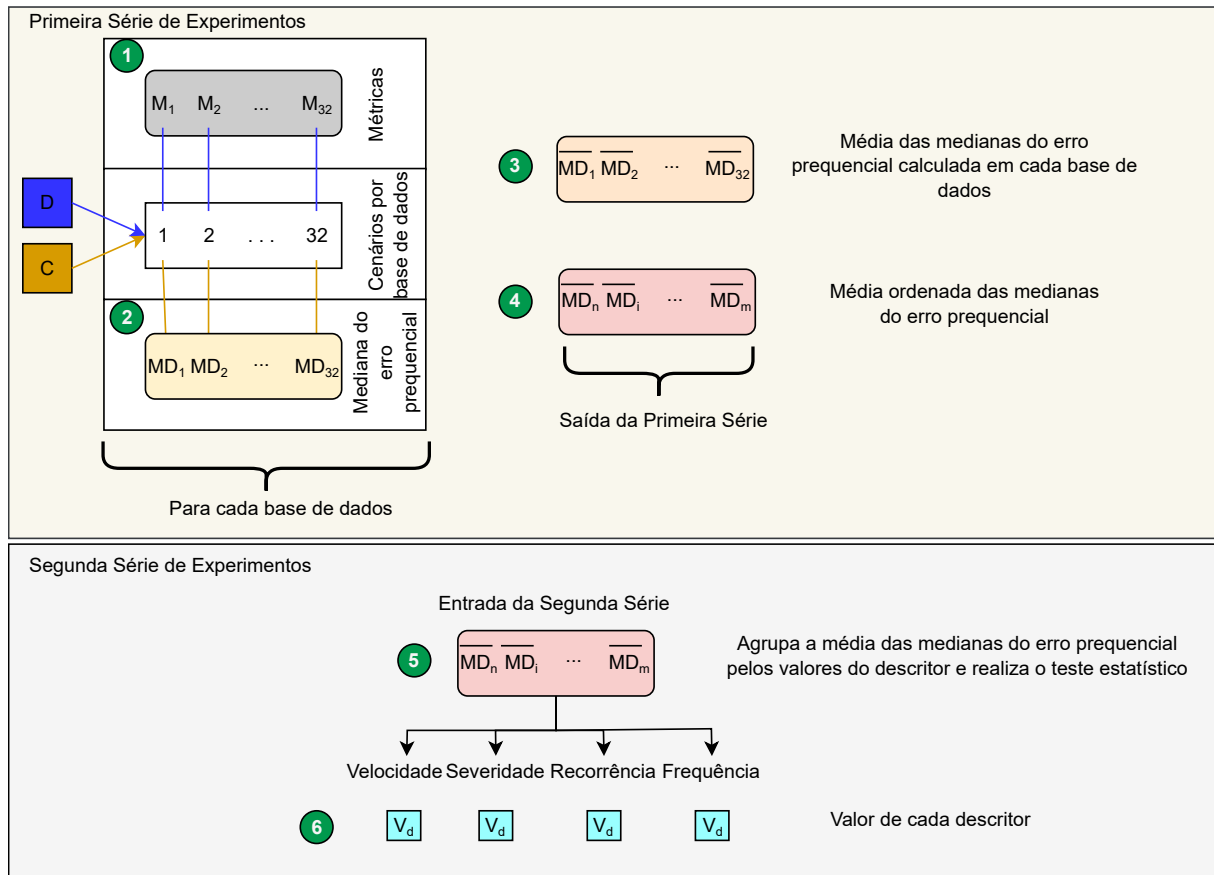 Primeira Série de Experimentos
1
M1 M2 ... M32
Métricas
D
C
1 2 . . . 32
Cenários por
base de dados
2
MD1 MD2 ... MD32
Mediana do
erro
prequencial
Para cada base de dados
3
MD1 MD2 ... MD32
Média das medianas do erro
prequencial calculada em cada base de
dados
4
MDn MDi ... MDm
Média ordenada das medianas
do erro prequencial
Saída da Primeira Série
Segunda Série de Experimentos
Entrada da Segunda Série
5
MDn MDi ... MDm
Agrupa a média das medianas do erro prequencial
pelos valores do descritor e realiza o teste estatístico
Velocidade Severidade Recorrência Frequência
6
Vd Vd Vd Vd
Valor de cada descritor